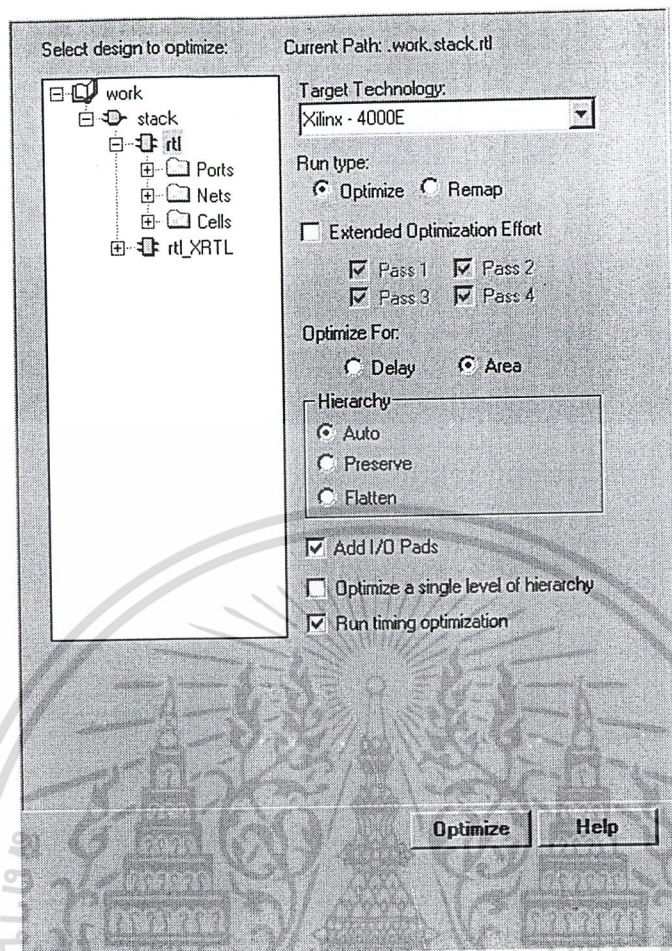 Select design to optimize:
Current Path: .work.stack.rtl
work
stack
rtl
Ports
Nets
Cells
rtl_XRTL
Target Technology:
Xilinx - 4000E
Run type:
Optimize Remap
Extended Optimization Effort
Pass 1 Pass 2
Pass 3 Pass 4
Optimize For:
Delay Area
Hierarchy
Auto
Preserve
Flatten
Add I/O Pads
Optimize a single level of hierarchy
Run timing optimization
Optimize Help